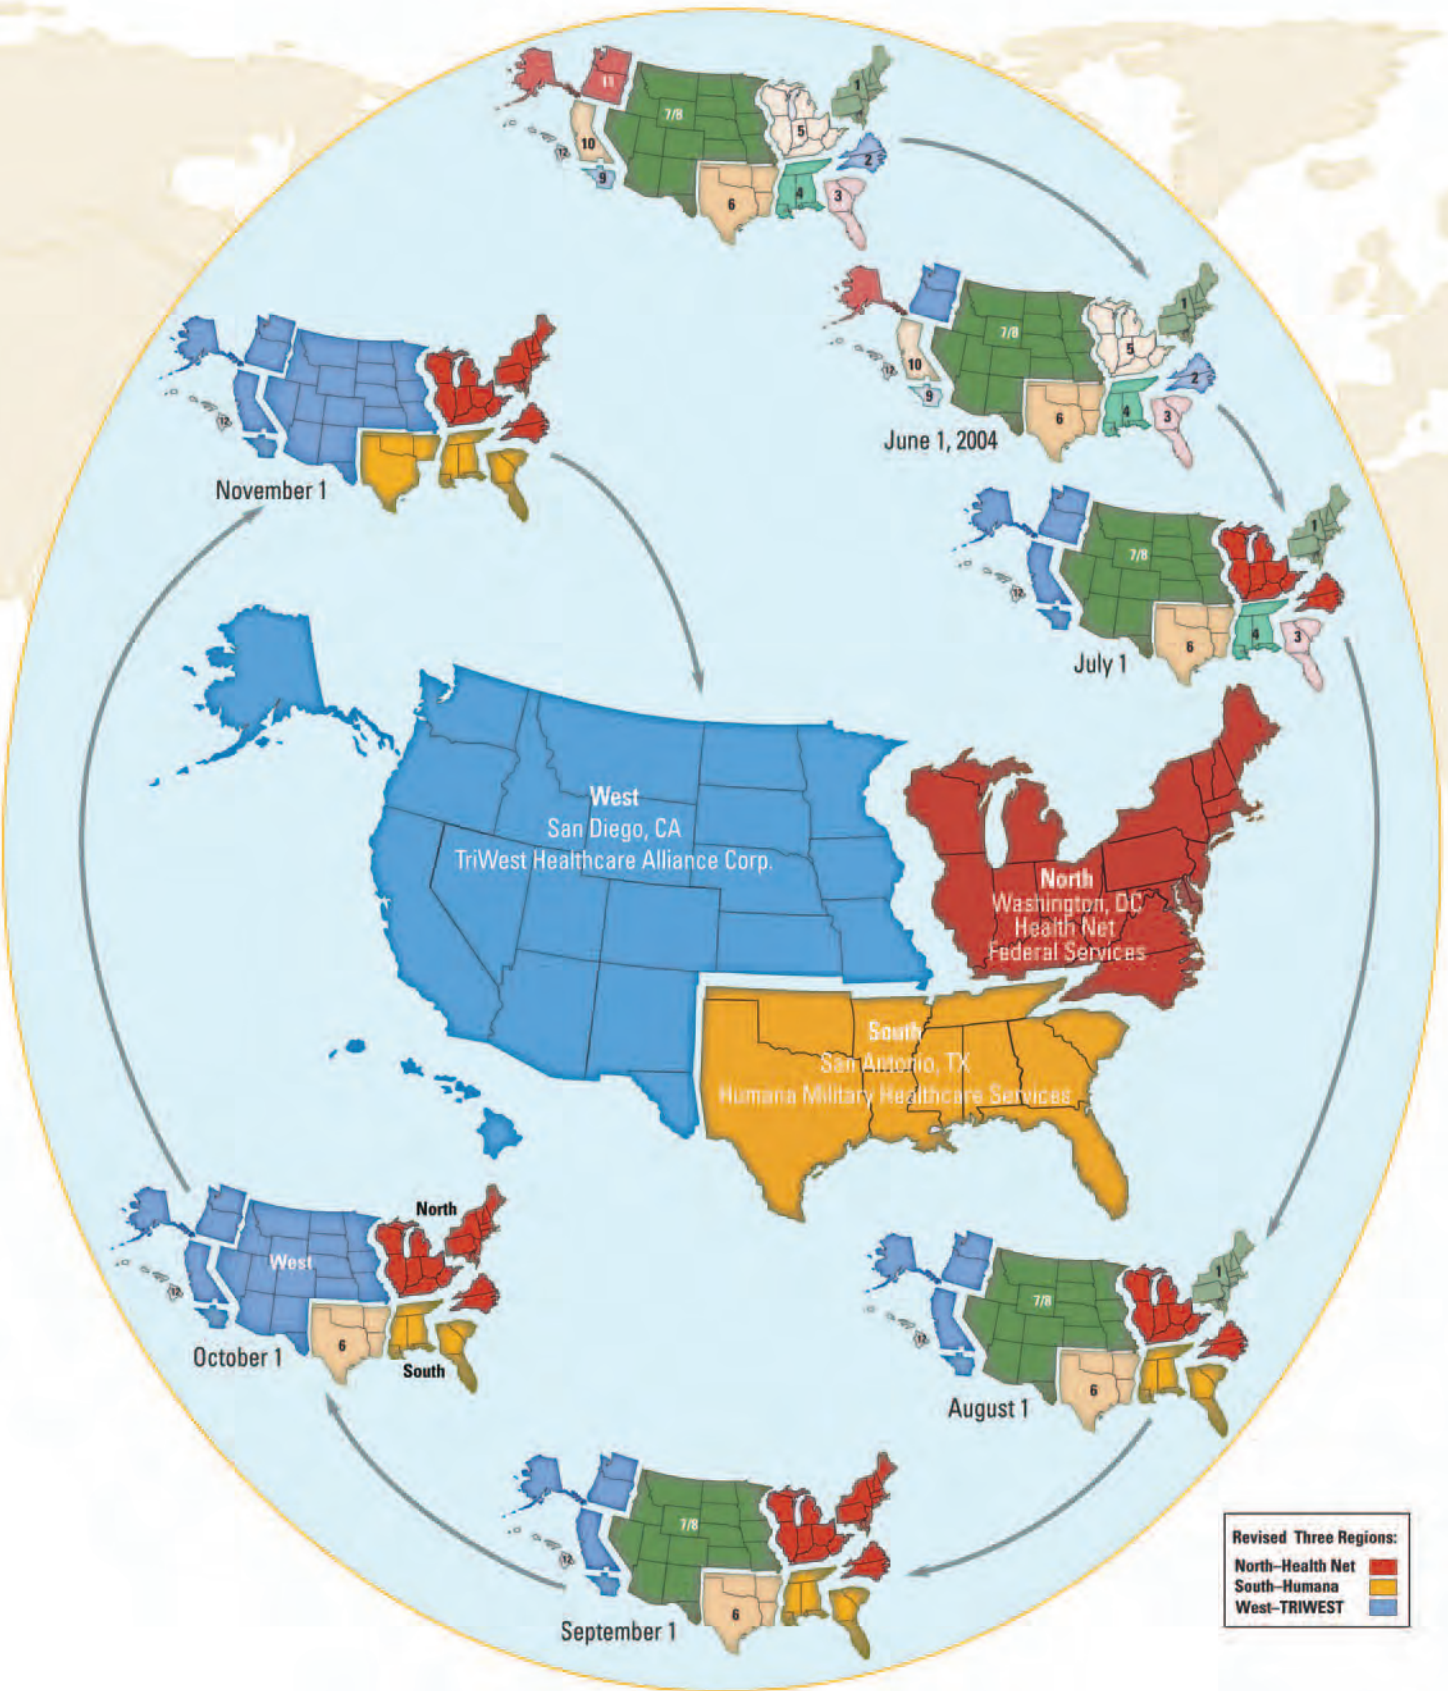 11
7/8
1
10
5
12
2
9
4
3
6
1
7/8
10
5
12
2
9
4
3
6
June 1, 2004
12
November 1
1
7/8
12
4
3
6
July 1
West
San Diego, CA
TriWest Healthcare Alliance Corp.
North
Washington, DC
Health Net
Federal Services
South
San Antonio, TX
Humana Military Healthcare Services
North
West
12
6
October 1
South
1
7/8
12
6
August 1
7/8
12
6
September 1
Revised Three Regions:
North–Health Net
South–Humana
West–TRIWEST